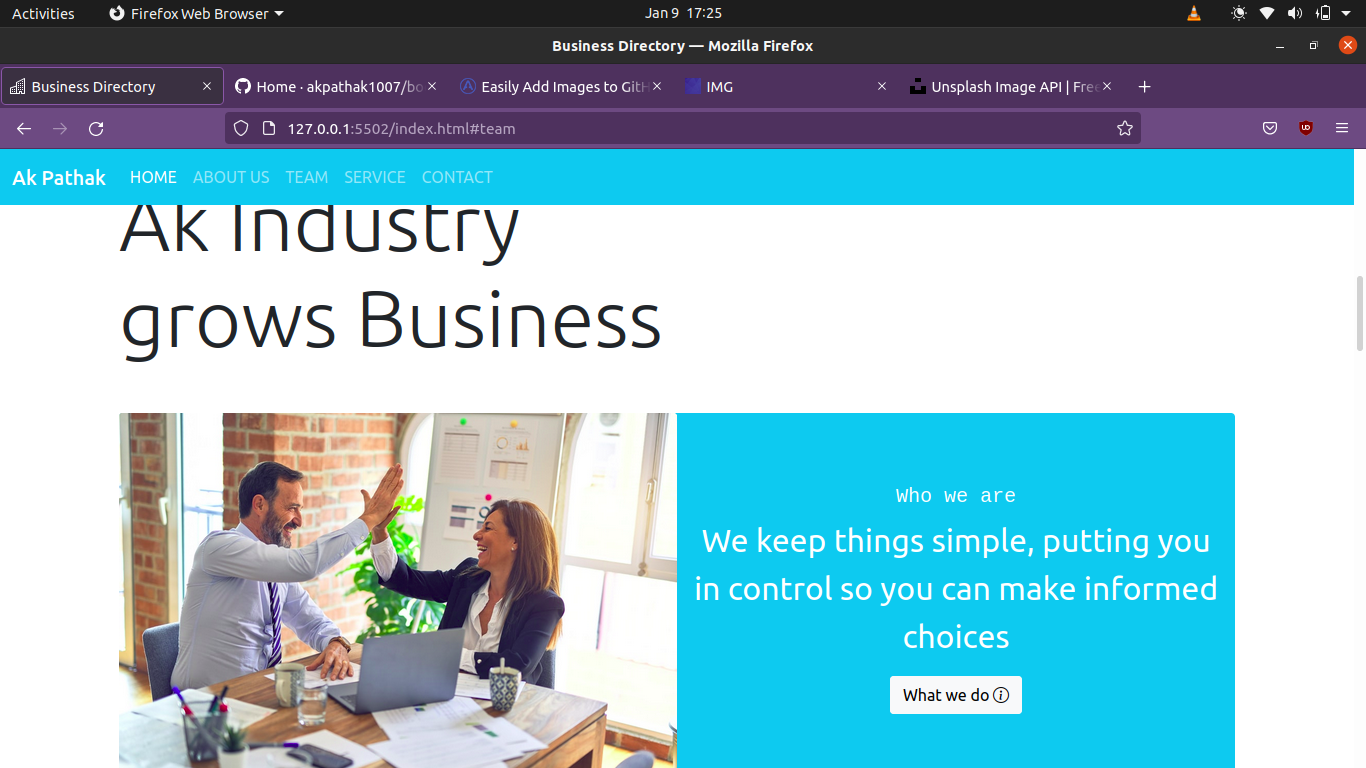 Activities Firefox Web Browser Jan 9 17:25
Business Directory — Mozilla Firefox
Business Directory Home · akpathak1007/bo Easily Add Images to GitH IMG Unsplash Image API | Free
127.0.0.1:5502/index.html#team
Ak Pathak HOME ABOUT US TEAM SERVICE CONTACT
Ak Industry
grows Business
Who we are
We keep things simple, putting you
in control so you can make informed
choices
What we do